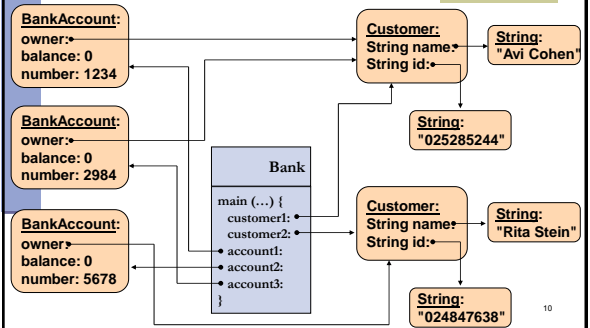 BankAccount:
owner:
balance: 0
number: 1234
BankAccount:
owner:
balance: 0
number: 2984
BankAccount:
owner:
balance: 0
number: 5678
Bank
main (…) {
customer1:
customer2:
account1:
account2:
account3:
}
Customer:
String name:
String id:
String:
"Avi Cohen"
String:
"025285244"
Customer:
String name:
String id:
String:
"Rita Stein"
String:
"024847638"
10